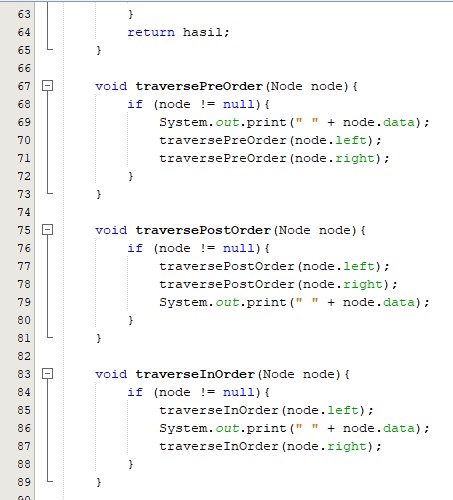 63 }
64 return hasil;
65 }
66
67 void traversePreOrder(Node node){
68 if (node != null){
69 System.out.print(" " + node.data);
70 traversePreOrder(node.left);
71 traversePreOrder(node.right);
72 }
73 }
74
75 void traversePostOrder(Node node){
76 if (node != null){
77 traversePostOrder(node.left);
78 traversePostOrder(node.right);
79 System.out.print(" " + node.data);
80 }
81 }
82
83 void traverseInOrder(Node node){
84 if (node != null){
85 traverseInOrder(node.left);
86 System.out.print(" " + node.data);
87 traverseInOrder(node.right);
88 }
89 }
90